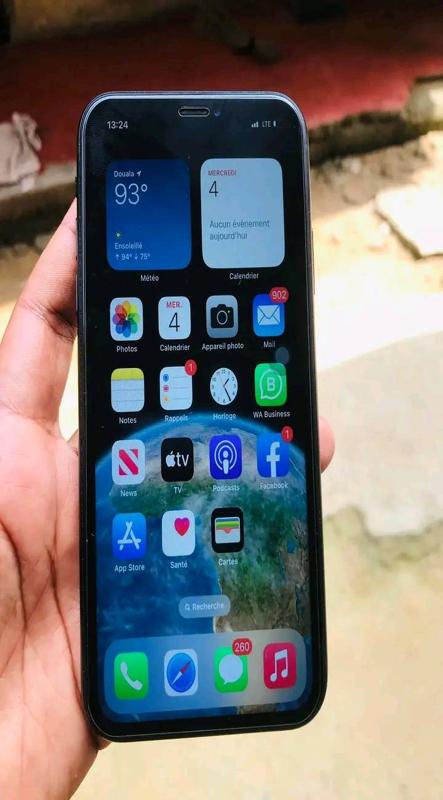 13:24
LTE
Douala
93°
Ensoleillé
↑ 94° ↓ 75°
Météo
MERCREDI
4
Aucun évènement
aujourd'hui
Calendrier
Photos
MER.
4
Calendrier
Appareil photo
902
Mail
Notes
1
Rappels
Horloge
WA Business
News
tv
TV
Podcasts
1
Facebook
App Store
Santé
Cartes
Recherche
260